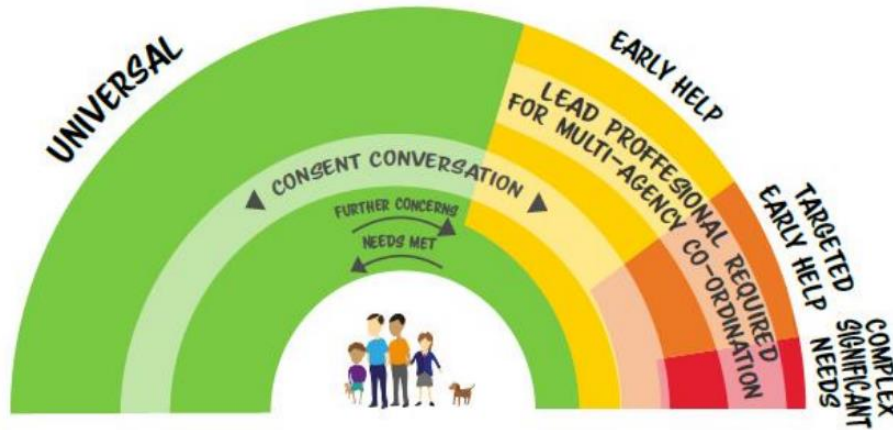 UNIVERSAL
EARLY HELP
LEAD PROFFESIONAL REQUIRED
FOR MULTI-AGENCY CO-ORDINATION
TARGETED
EARLY HELP
COMPLEX
SIGNIFICANT
NEEDS
CONSENT CONVERSATION
FURTHER CONCERNS
NEEDS MET